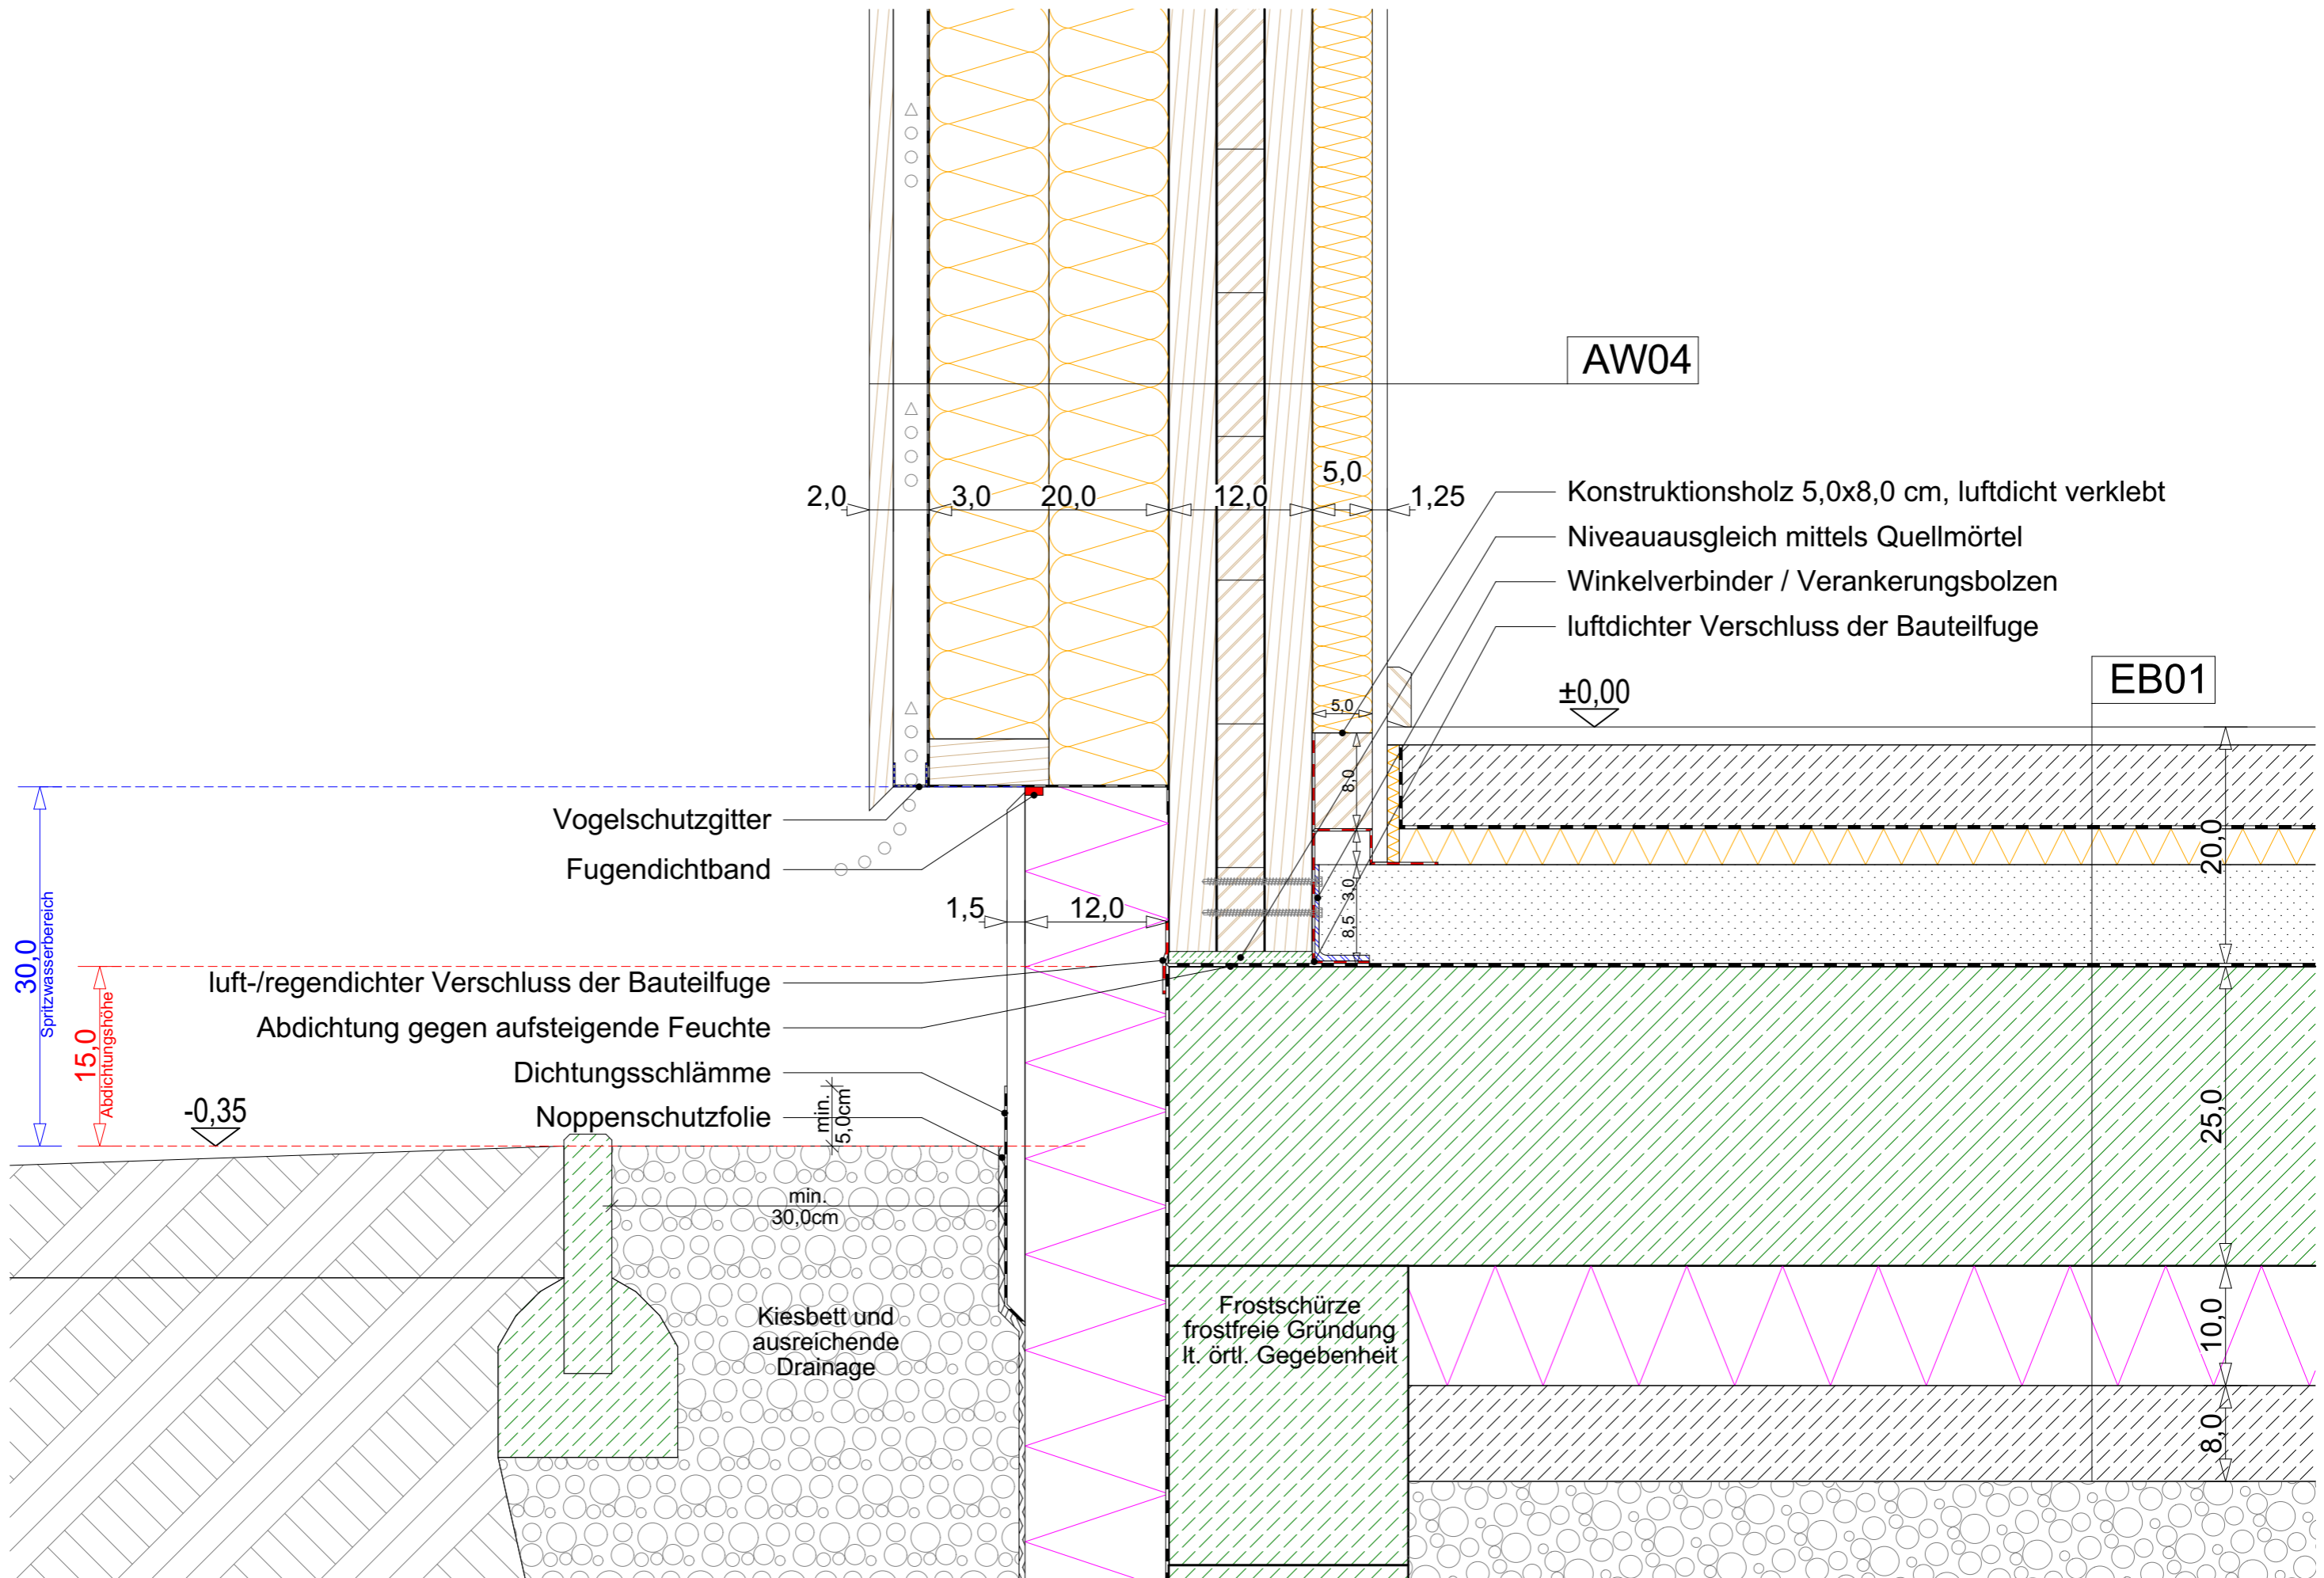 AW04
2,0
3,0
20,0
12,0
5,0
1,25
Konstruktionsholz 5,0x8,0 cm, luftdicht verklebt
Niveauausgleich mittels Quellmörtel
Winkelverbinder / Verankerungsbolzen
luftdichter Verschluss der Bauteilfuge
EB01
±0,00
5,0
8,0
3,0
8,5
20,0
25,0
10,0
8,0
Vogelschutzgitter
Fugendichtband
1,5
12,0
30,0
Spritzwasserbereich
15,0
Abdichtungshöhe
luft-/regendichter Verschluss der Bauteilfuge
Abdichtung gegen aufsteigende Feuchte
Dichtungsschlämme
Noppenschutzfolie
min.
5,0cm
-0,35
min.
30,0cm
Kiesbett und
ausreichende
Drainage
Frostschürze
frostfreie Gründung
lt. örtl. Gegebenheit